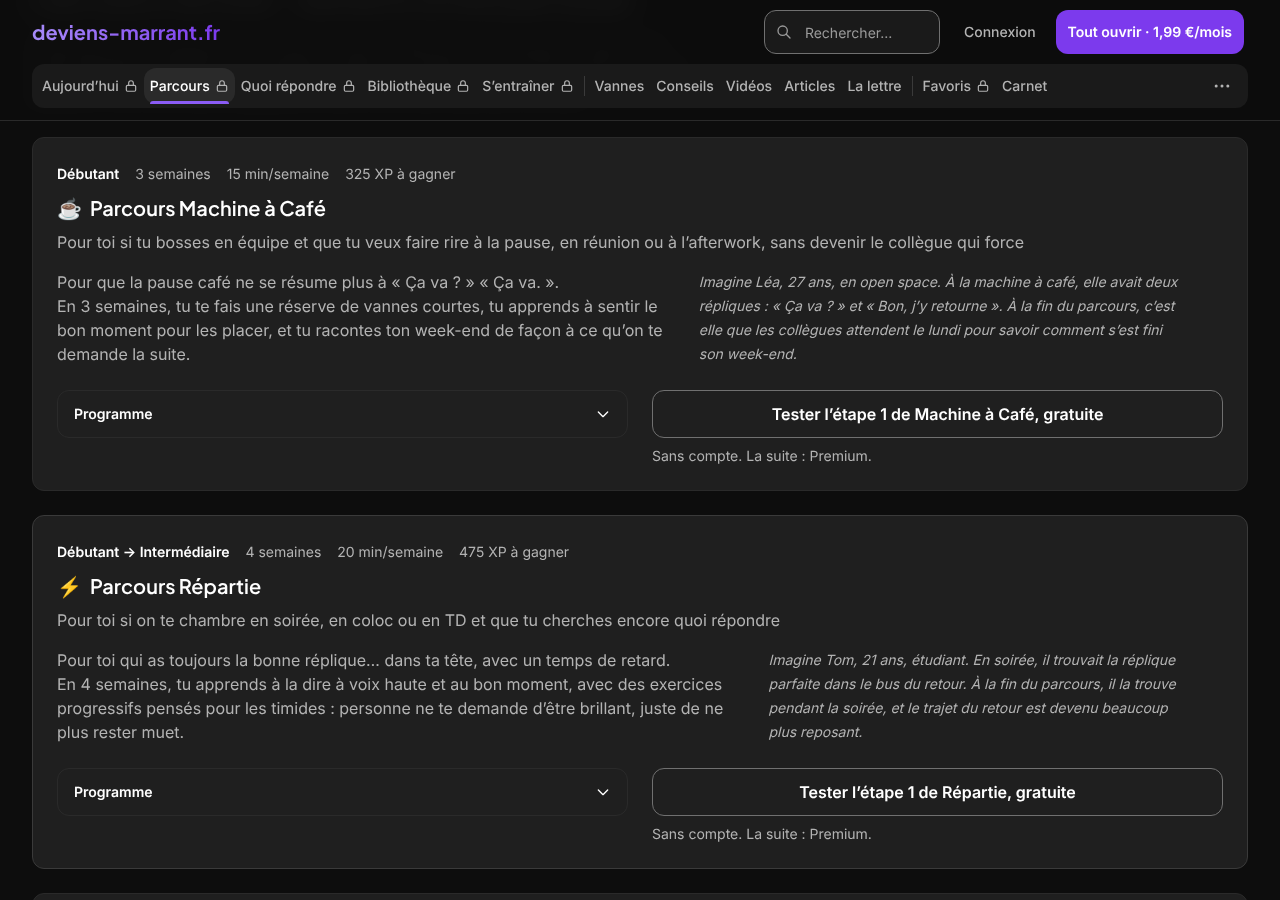 deviens-marrant.fr
Rechercher...
Connexion
Tout ouvrir · 1,99 €/mois
Aujourd’hui
Parcours
Quoi répondre
Bibliothèque
S’entraîner
Vannes
Conseils
Vidéos
Articles
La lettre
Favoris
Carnet
Débutant 3 semaines 15 min/semaine 325 XP à gagner
☕ Parcours Machine à Café
Pour toi si tu bosses en équipe et que tu veux faire rire à la pause, en réunion ou à l’afterwork, sans devenir le collègue qui force
Pour que la pause café ne se résume plus à « Ça va ? » « Ça va. ».
En 3 semaines, tu te fais une réserve de vannes courtes, tu apprends à sentir le
bon moment pour les placer, et tu racontes ton week-end de façon à ce qu’on te
demande la suite.
Imagine Léa, 27 ans, en open space. À la machine à café, elle avait deux
répliques : « Ça va ? » et « Bon, j’y retourne ». À la fin du parcours, c’est
elle que les collègues attendent le lundi pour savoir comment s’est fini
son week-end.
Programme
Tester l’étape 1 de Machine à Café, gratuite
Sans compte. La suite : Premium.
Débutant → Intermédiaire 4 semaines 20 min/semaine 475 XP à gagner
⚡ Parcours Répartie
Pour toi si on te chambre en soirée, en coloc ou en TD et que tu cherches encore quoi répondre
Pour toi qui as toujours la bonne réplique… dans ta tête, avec un temps de retard.
En 4 semaines, tu apprends à la dire à voix haute et au bon moment, avec des exercices
progressifs pensés pour les timides : personne ne te demande d’être brillant, juste de ne
plus rester muet.
Imagine Tom, 21 ans, étudiant. En soirée, il trouvait la réplique
parfaite dans le bus du retour. À la fin du parcours, il la trouve
pendant la soirée, et le trajet du retour est devenu beaucoup
plus reposant.
Programme
Tester l’étape 1 de Répartie, gratuite
Sans compte. La suite : Premium.